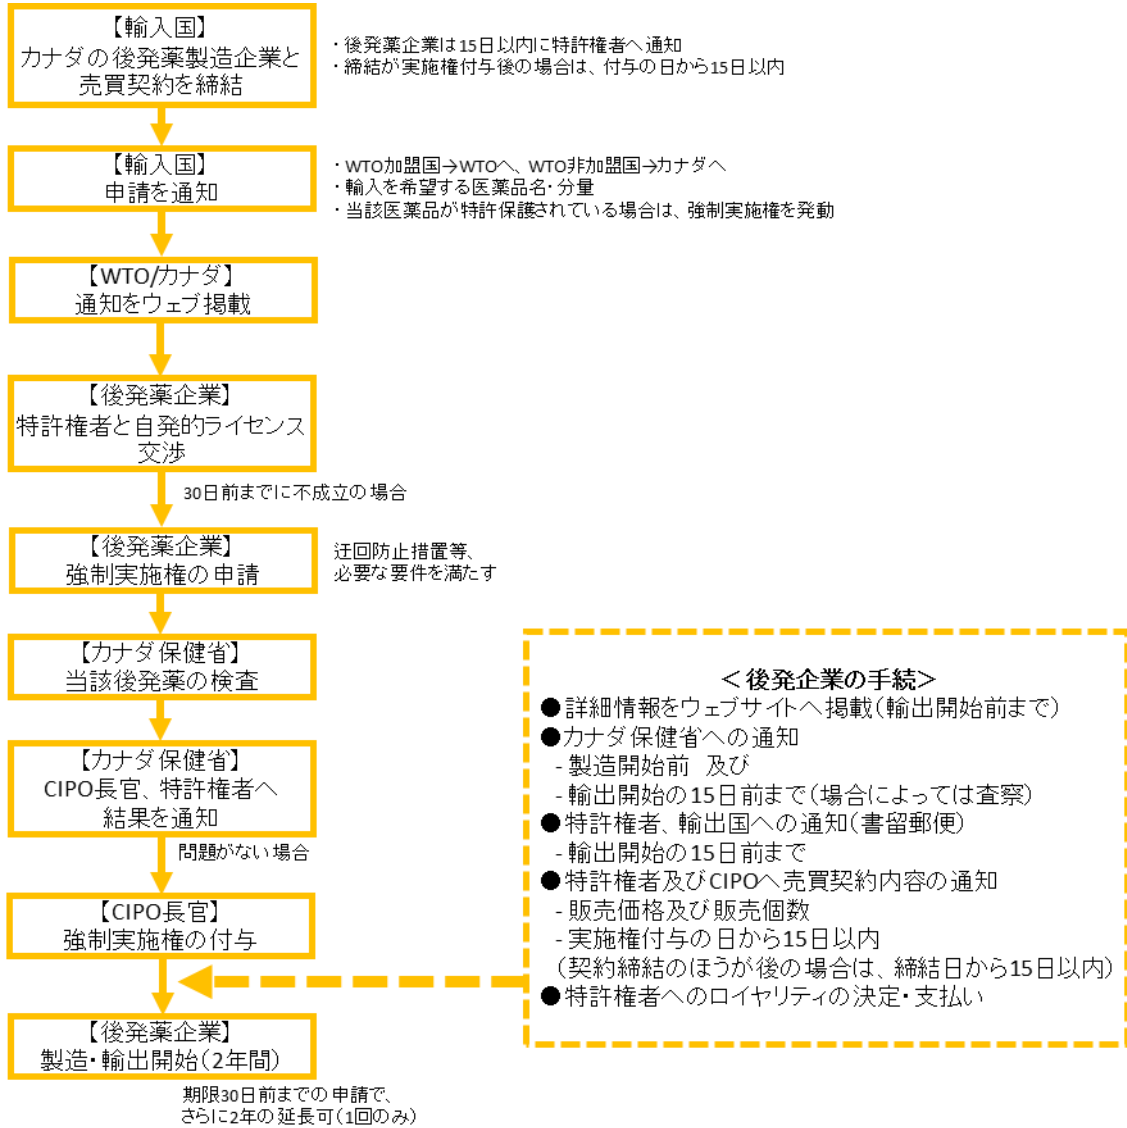 【輸入国】
カナダの後発薬製造企業と
売買契約を締結
・後発薬企業は15日以内に特許権者へ通知
・締結が実施権付与後の場合は、付与の日から15日以内
【輸入国】
申請を通知
・WTO加盟国→WTOへ、WTO非加盟国→カナダへ
・輸入を希望する医薬品名・分量
・当該医薬品が特許保護されている場合は、強制実施権を発動
【WTO/カナダ】
通知をウェブ掲載
【後発薬企業】
特許権者と自発的ライセンス
交渉
30日前までに不成立の場合
【後発薬企業】
強制実施権の申請
迂回防止措置等、
必要な要件を満たす
【カナダ保健省】
当該後発薬の検査
【カナダ保健省】
CIPO長官、特許権者へ
結果を通知
問題がない場合
【CIPO長官】
強制実施権の付与
【後発薬企業】
製造・輸出開始(2年間)
期限30日前までの申請で、
さらに2年の延長可(1回のみ)
＜後発企業の手続＞
●詳細情報をウェブサイトへ掲載(輸出開始前まで)
●カナダ保健省への通知
- 製造開始前 及び
- 輸出開始の15日前まで(場合によっては査察)
●特許権者、輸出国への通知(書留郵便)
- 輸出開始の15日前まで
●特許権者及びCIPOへ売買契約内容の通知
- 販売価格及び販売個数
- 実施権付与の日から15日以内
(契約締結のほうが後の場合は、締結日から15日以内)
●特許権者へのロイヤリティの決定・支払い